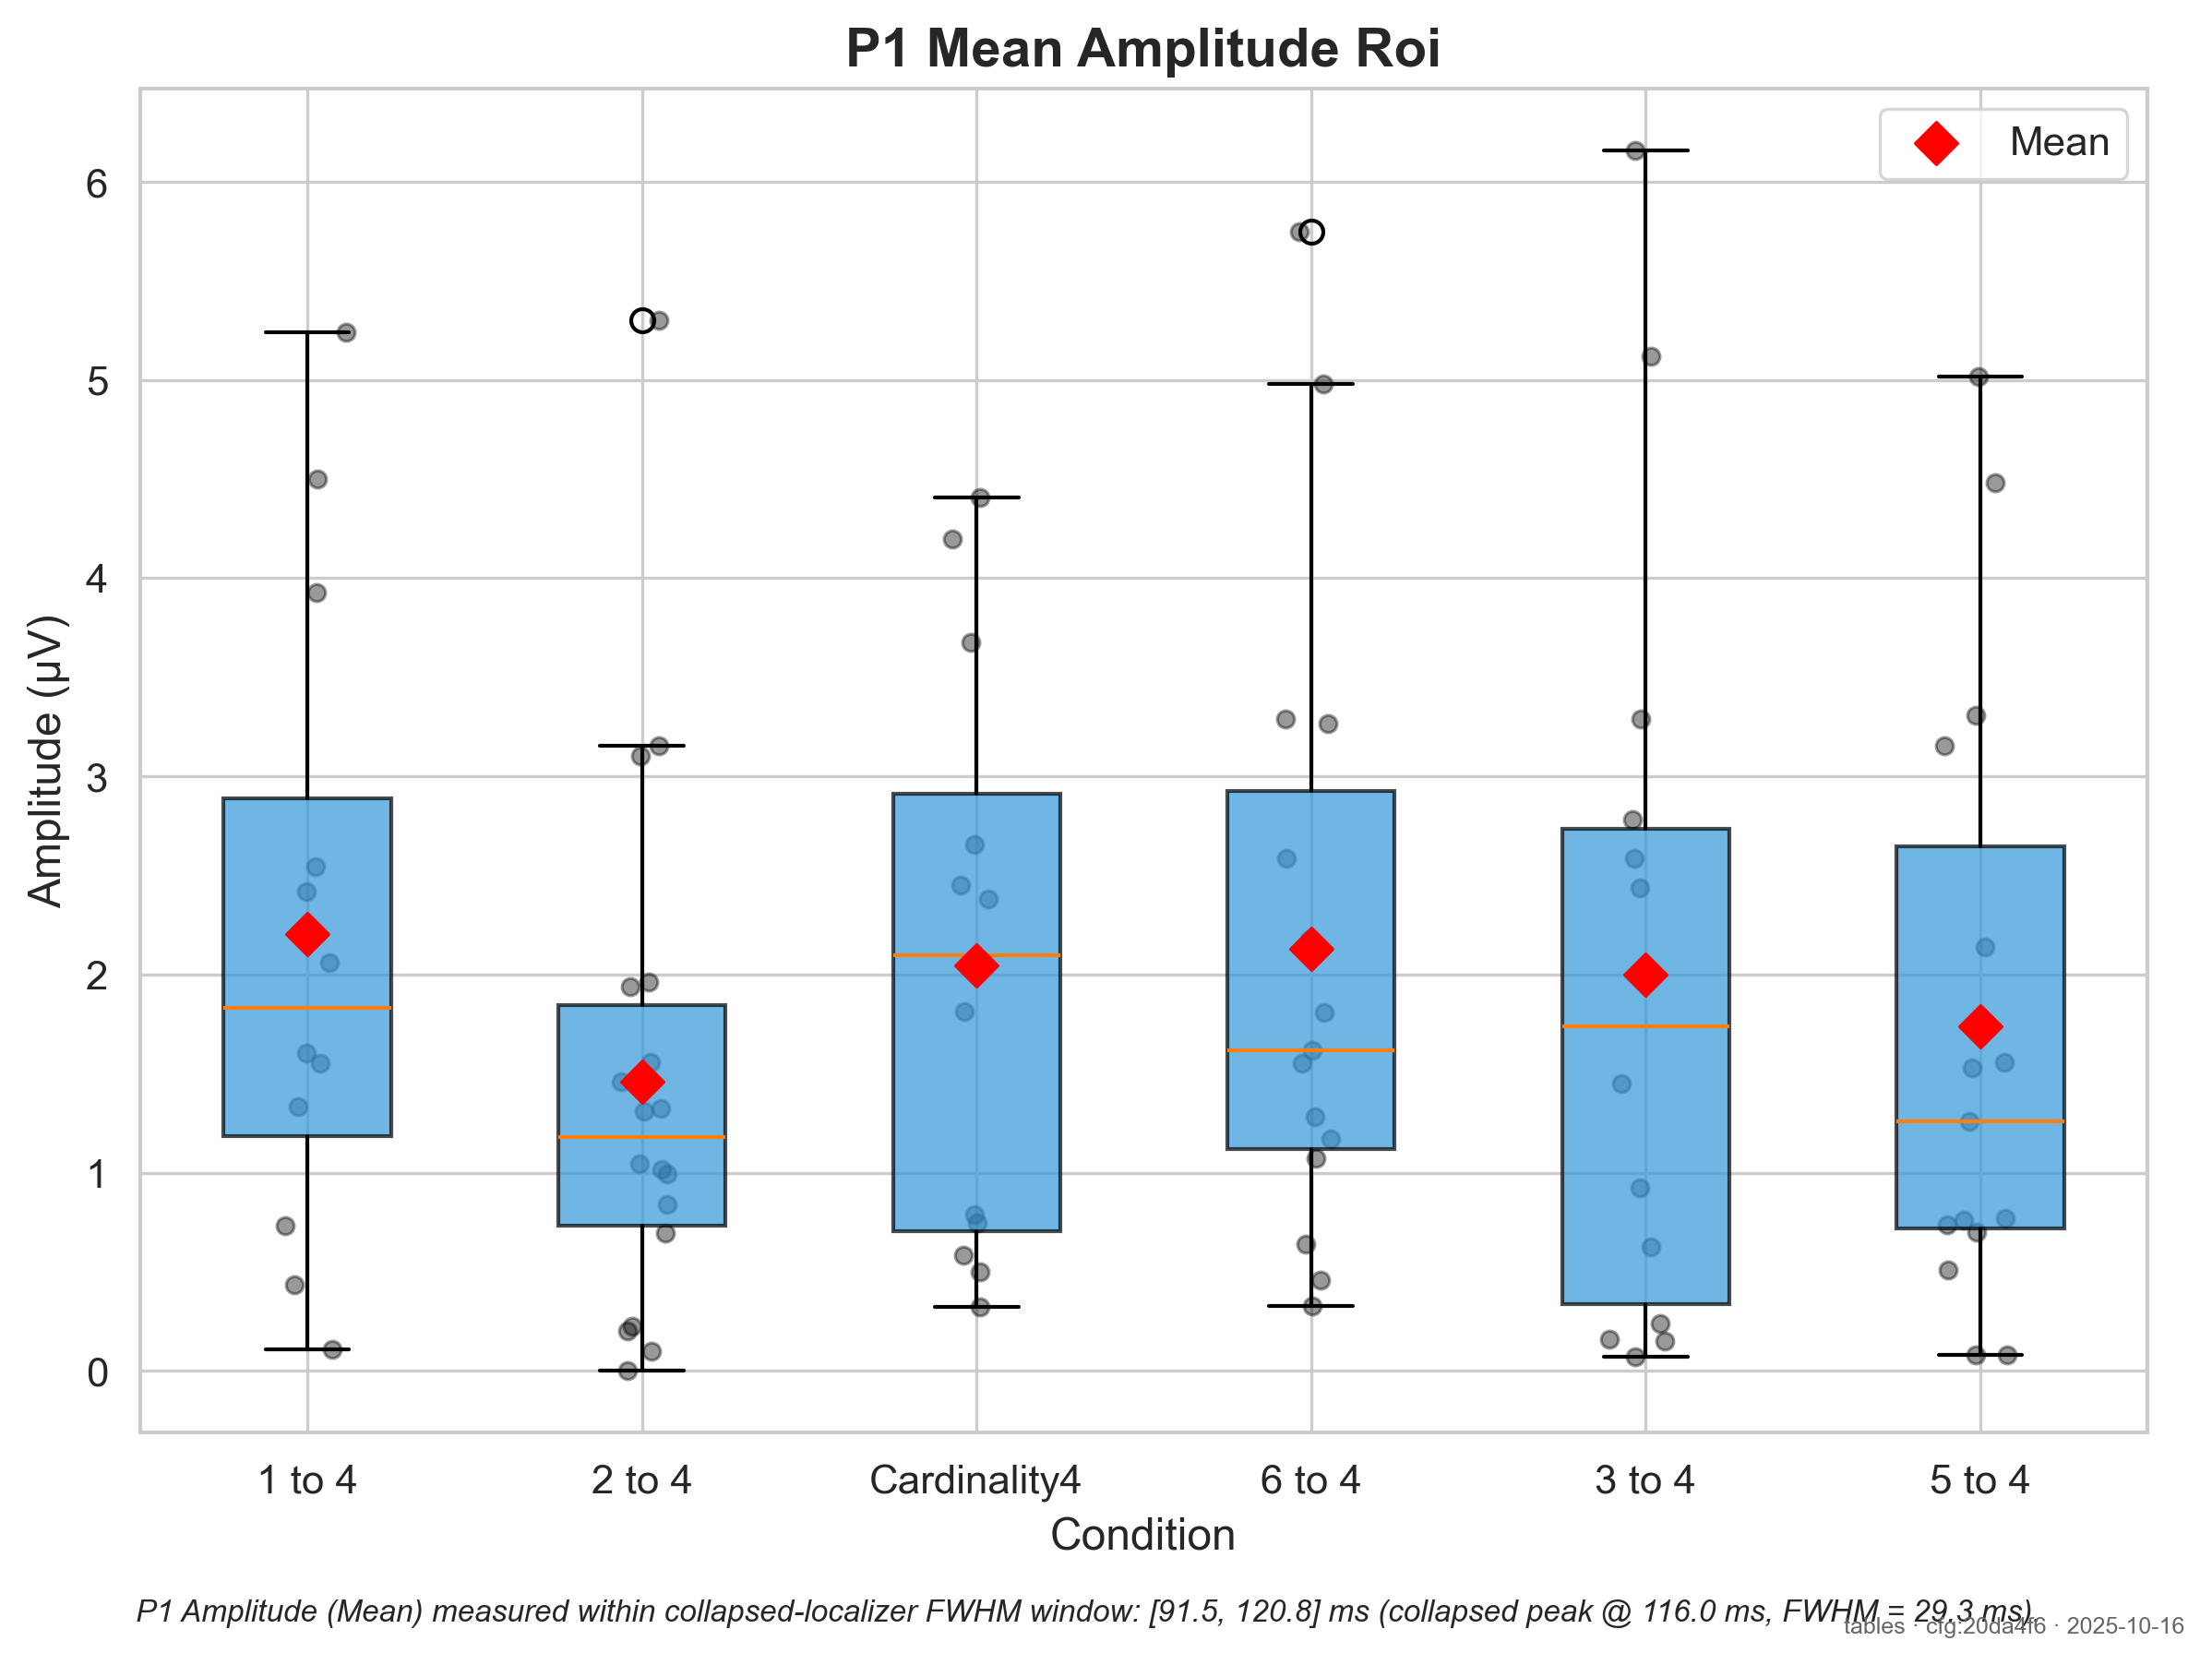 P1 Mean Amplitude Roi
Mean
6
5
4
3
2
1
0
Amplitude (µV)
1 to 4
2 to 4
Cardinality4
6 to 4
3 to 4
5 to 4
Condition
P1 Amplitude (Mean) measured within collapsed-localizer FWHM window: [91.5, 120.8] ms (collapsed peak @ 116.0 ms, FWHM = 29.3 ms)
tables · cfg:20da4f6 · 2025-10-16